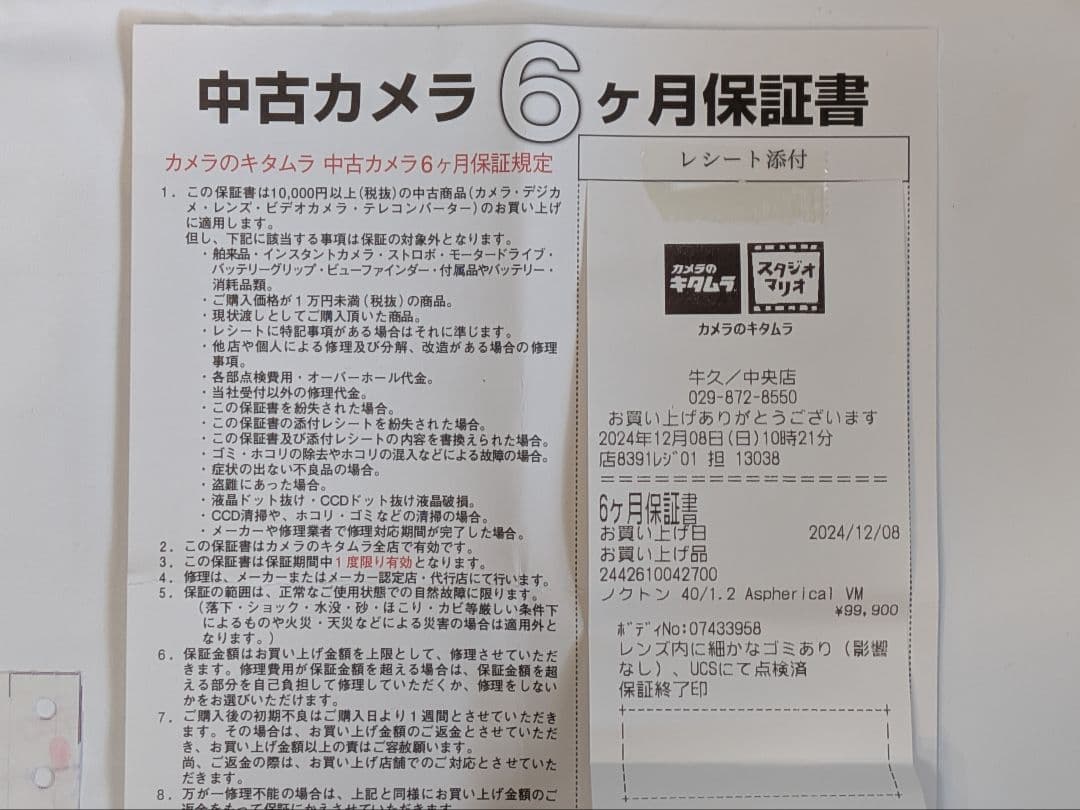 中古カメラ6ヶ月保証書
カメラのキタムラ 中古カメラ6ヶ月保証規定
1. この保証書は10,000円以上(税抜)の中古商品(カメラ・デジカ
メ・レンズ・ビデオカメラ・テレコンバーター)のお買い上げ
に適用します。
但し、下記に該当する事項は保証の対象外となります。
・舶来品・インスタントカメラ・ストロボ・モータードライブ・
バッテリーグリップ・ビューファインダー・付属品やバッテリー・
消耗品類。
・ご購入価格が1万円未満(税抜)の商品。
・現状渡しとしてご購入頂いた商品。
・レシートに特記事項がある場合はそれに準じます。
・他店や個人による修理及び分解、改造がある場合の修理
事項。
・各部点検費用・オーバーホール代金。
・当社受付以外の修理代金。
・この保証書を紛失された場合。
・この保証書の添付レシートを紛失された場合。
・この保証書及び添付レシートの内容を書換えられた場合。
・ゴミ・ホコリの除去やホコリの混入などによる故障の場合。
・症状の出ない不良品の場合。
・盗難にあった場合。
・液晶ドット抜け・CCDドット抜け液晶破損。
・CCD清掃や、ホコリ・ゴミなどの清掃の場合。
・メーカーや修理業者で修理対応期間が完了した場合。
2. この保証書はカメラのキタムラ全店で有効です。
3. この保証書は保証期間中1度限り有効となります。
4. 修理は、メーカーまたはメーカー認定店・代行店にて行います。
5. 保証の範囲は、正常なご使用状態での自然故障に限ります。
(落下・ショック・水没・砂・ほこり・カビ等厳しい条件下
によるものや火災・天災などによる災害の場合は適用外と
なります。)
6. 保証金額はお買い上げ金額を上限として、修理させていただ
きます。修理費用が保証金額を超える場合は、保証金額を超
える部分を自己負担して修理していただくか、修理をしない
かをお選びいただけます。
7. ご購入後の初期不良はご購入日より1週間とさせていただき
ます。その場合は、お買い上げ金額のご返金とさせていただ
き、お買い上げ金額以上の責はご容赦願います。
尚、ご返金の際は、お買い上げ店舗でのご対応とさせていた
だきます。
8. 万が一修理不能の場合は、上記と同様にお買い上げ金額のご
返金をもって保証にかえさせていただきます。
レシート添付
カメラの
キタムラ
スタジオ
マリオ
カメラのキタムラ
牛久/中央店
029-872-8550
お買い上げありがとうございます
2024年12月08日(日)10時21分
店8391ﾚｼﾞ01 担 13038
6ヶ月保証書
お買い上げ日 2024/12/08
お買い上げ品
2442610042700
ノクトン 40/1.2 Aspherical VM
¥99,900
ﾎﾞﾃﾞｨNo:07433958
レンズ内に細かなゴミあり(影響
なし)、UCSにて点検済
保証終了印